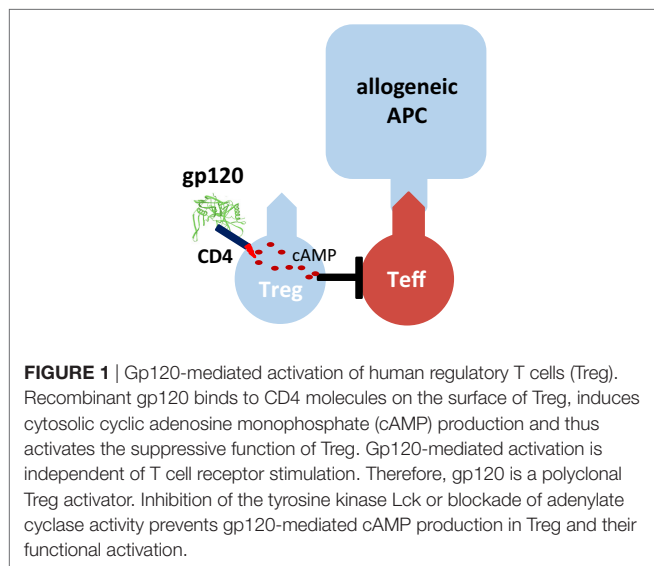 allogeneic
APC
gp120
CD4
cAMP
Treg
Teff
FIGURE 1 | Gp120-mediated activation of human regulatory T cells (Treg).
Recombinant gp120 binds to CD4 molecules on the surface of Treg, induces
cytosolic cyclic adenosine monophosphate (cAMP) production and thus
activates the suppressive function of Treg. Gp120-mediated activation is
independent of T cell receptor stimulation. Therefore, gp120 is a polyclonal
Treg activator. Inhibition of the tyrosine kinase Lck or blockade of adenylate
cyclase activity prevents gp120-mediated cAMP production in Treg and their
functional activation.